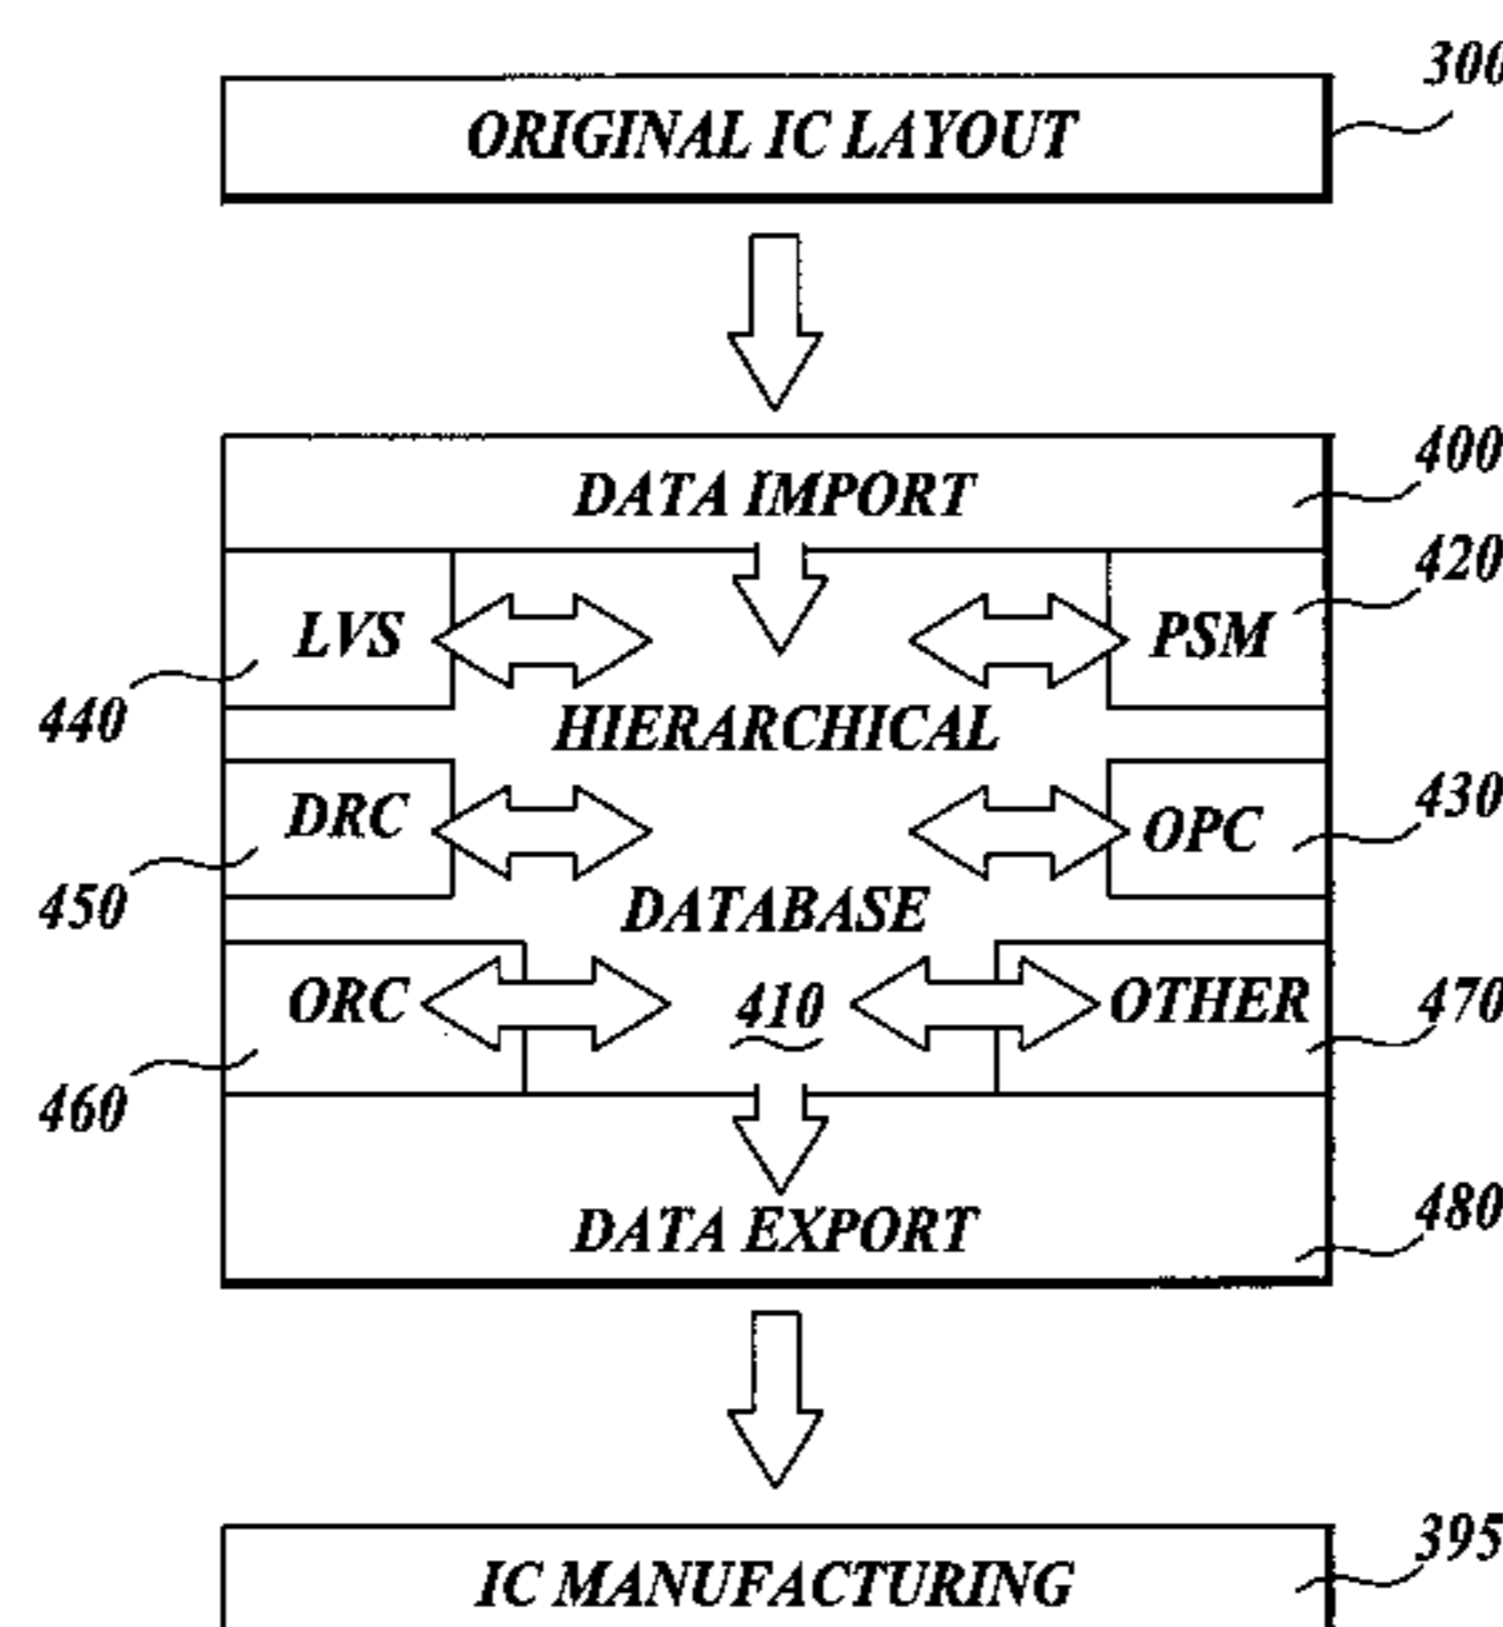 300
ORIGINAL IC LAYOUT
400
DATA IMPORT
420
LVS
PSM
440
HIERARCHICAL
430
DRC
OPC
450
DATABASE
ORC
410
OTHER
470
460
480
DATA EXPORT
395
IC MANUFACTURING